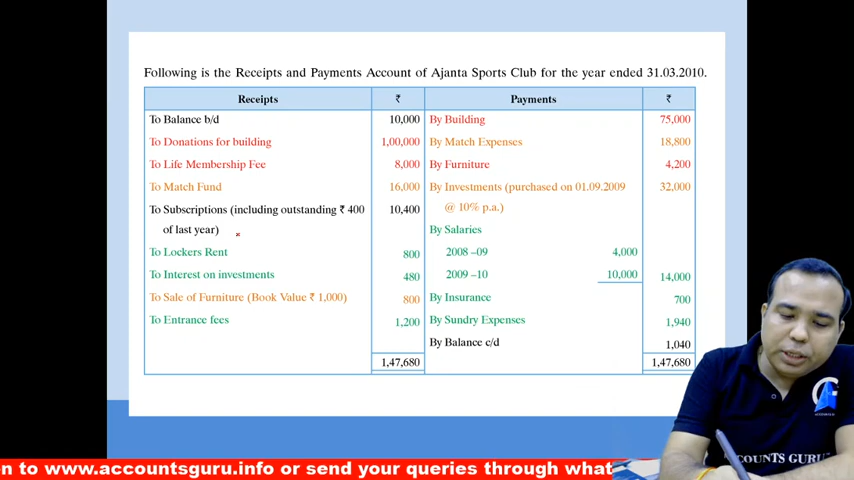 Following is the Receipts and Payments Account of Ajanta Sports Club for the year ended 31.03.2010.
Receipts ₹ Payments ₹
To Balance b/d 10,000 By Building 75,000
To Donations for building 1,00,000 By Match Expenses 18,800
To Life Membership Fee 8,000 By Furniture 4,200
To Match Fund 16,000 By Investments (purchased on 01.09.2009 32,000
To Subscriptions (including outstanding ₹ 400 10,400 @ 10% p.a.)
of last year) By Salaries
To Lockers Rent 800 2008 –09 4,000
To Interest on investments 480 2009 –10 10,000 14,000
To Sale of Furniture (Book Value ₹ 1,000) 800 By Insurance 700
To Entrance fees 1,200 By Sundry Expenses 1,940
By Balance c/d 1,040
1,47,680 1,47,680
COUNTS GURU
n to www.accountsguru.info or send your queries through what